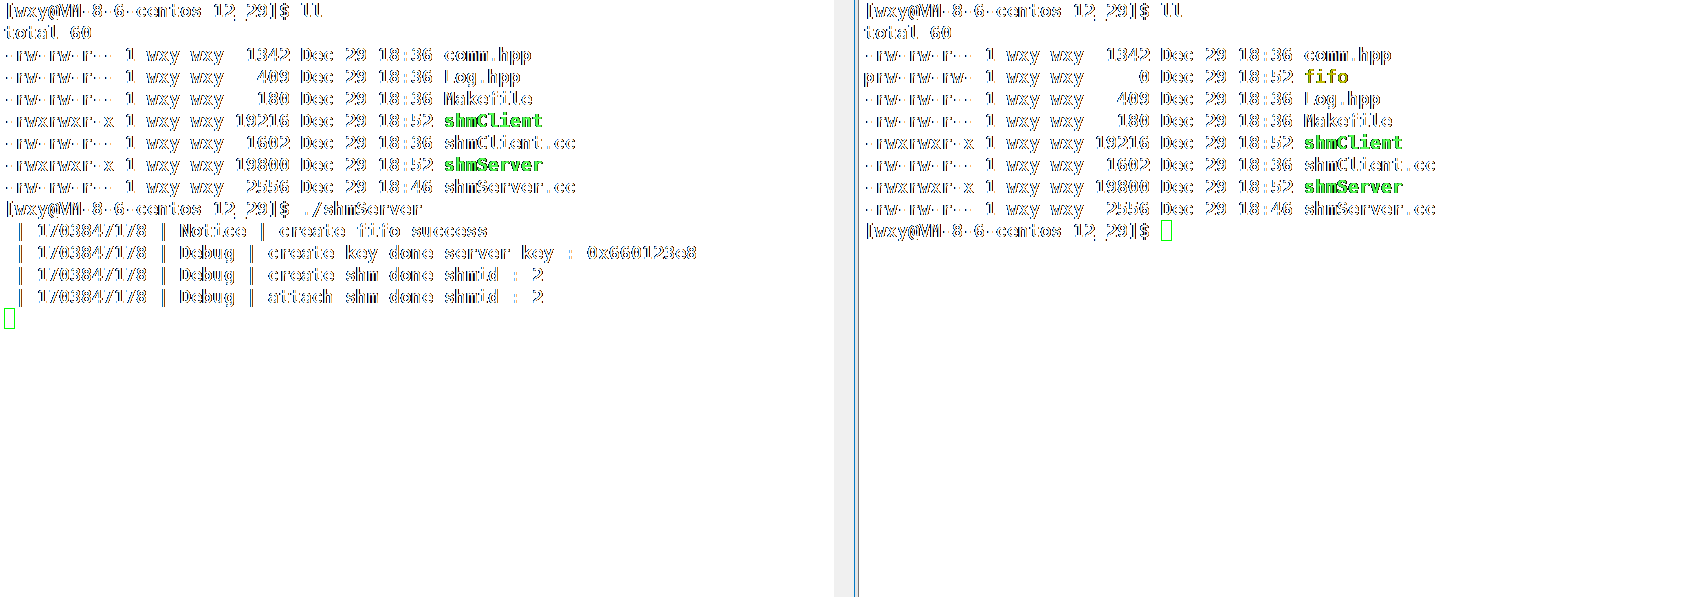 [wxy@VM-8-6-centos 12_29]$ ll
total 60
-rw-rw-r-- 1 wxy wxy  1342 Dec 29 18:36 comm.hpp
-rw-rw-r-- 1 wxy wxy   409 Dec 29 18:36 Log.hpp
-rw-rw-r-- 1 wxy wxy   180 Dec 29 18:36 Makefile
-rwxrwxr-x 1 wxy wxy 19216 Dec 29 18:52 shmClient
-rw-rw-r-- 1 wxy wxy  1602 Dec 29 18:36 shmClient.cc
-rwxrwxr-x 1 wxy wxy 19800 Dec 29 18:52 shmServer
-rw-rw-r-- 1 wxy wxy  2556 Dec 29 18:46 shmServer.cc
[wxy@VM-8-6-centos 12_29]$ ./shmServer
| 1703847178 | Notice | create fifo success
| 1703847178 | Debug | create key done server key : 0x660123e8
| 1703847178 | Debug | create shm done shmid : 2
| 1703847178 | Debug | attach shm done shmid : 2
[wxy@VM-8-6-centos 12_29]$ ll
total 60
-rw-rw-r-- 1 wxy wxy  1342 Dec 29 18:36 comm.hpp
prw-rw-rw- 1 wxy wxy     0 Dec 29 18:52 fifo
-rw-rw-r-- 1 wxy wxy   409 Dec 29 18:36 Log.hpp
-rw-rw-r-- 1 wxy wxy   180 Dec 29 18:36 Makefile
-rwxrwxr-x 1 wxy wxy 19216 Dec 29 18:52 shmClient
-rw-rw-r-- 1 wxy wxy  1602 Dec 29 18:36 shmClient.cc
-rwxrwxr-x 1 wxy wxy 19800 Dec 29 18:52 shmServer
-rw-rw-r-- 1 wxy wxy  2556 Dec 29 18:46 shmServer.cc
[wxy@VM-8-6-centos 12_29]$